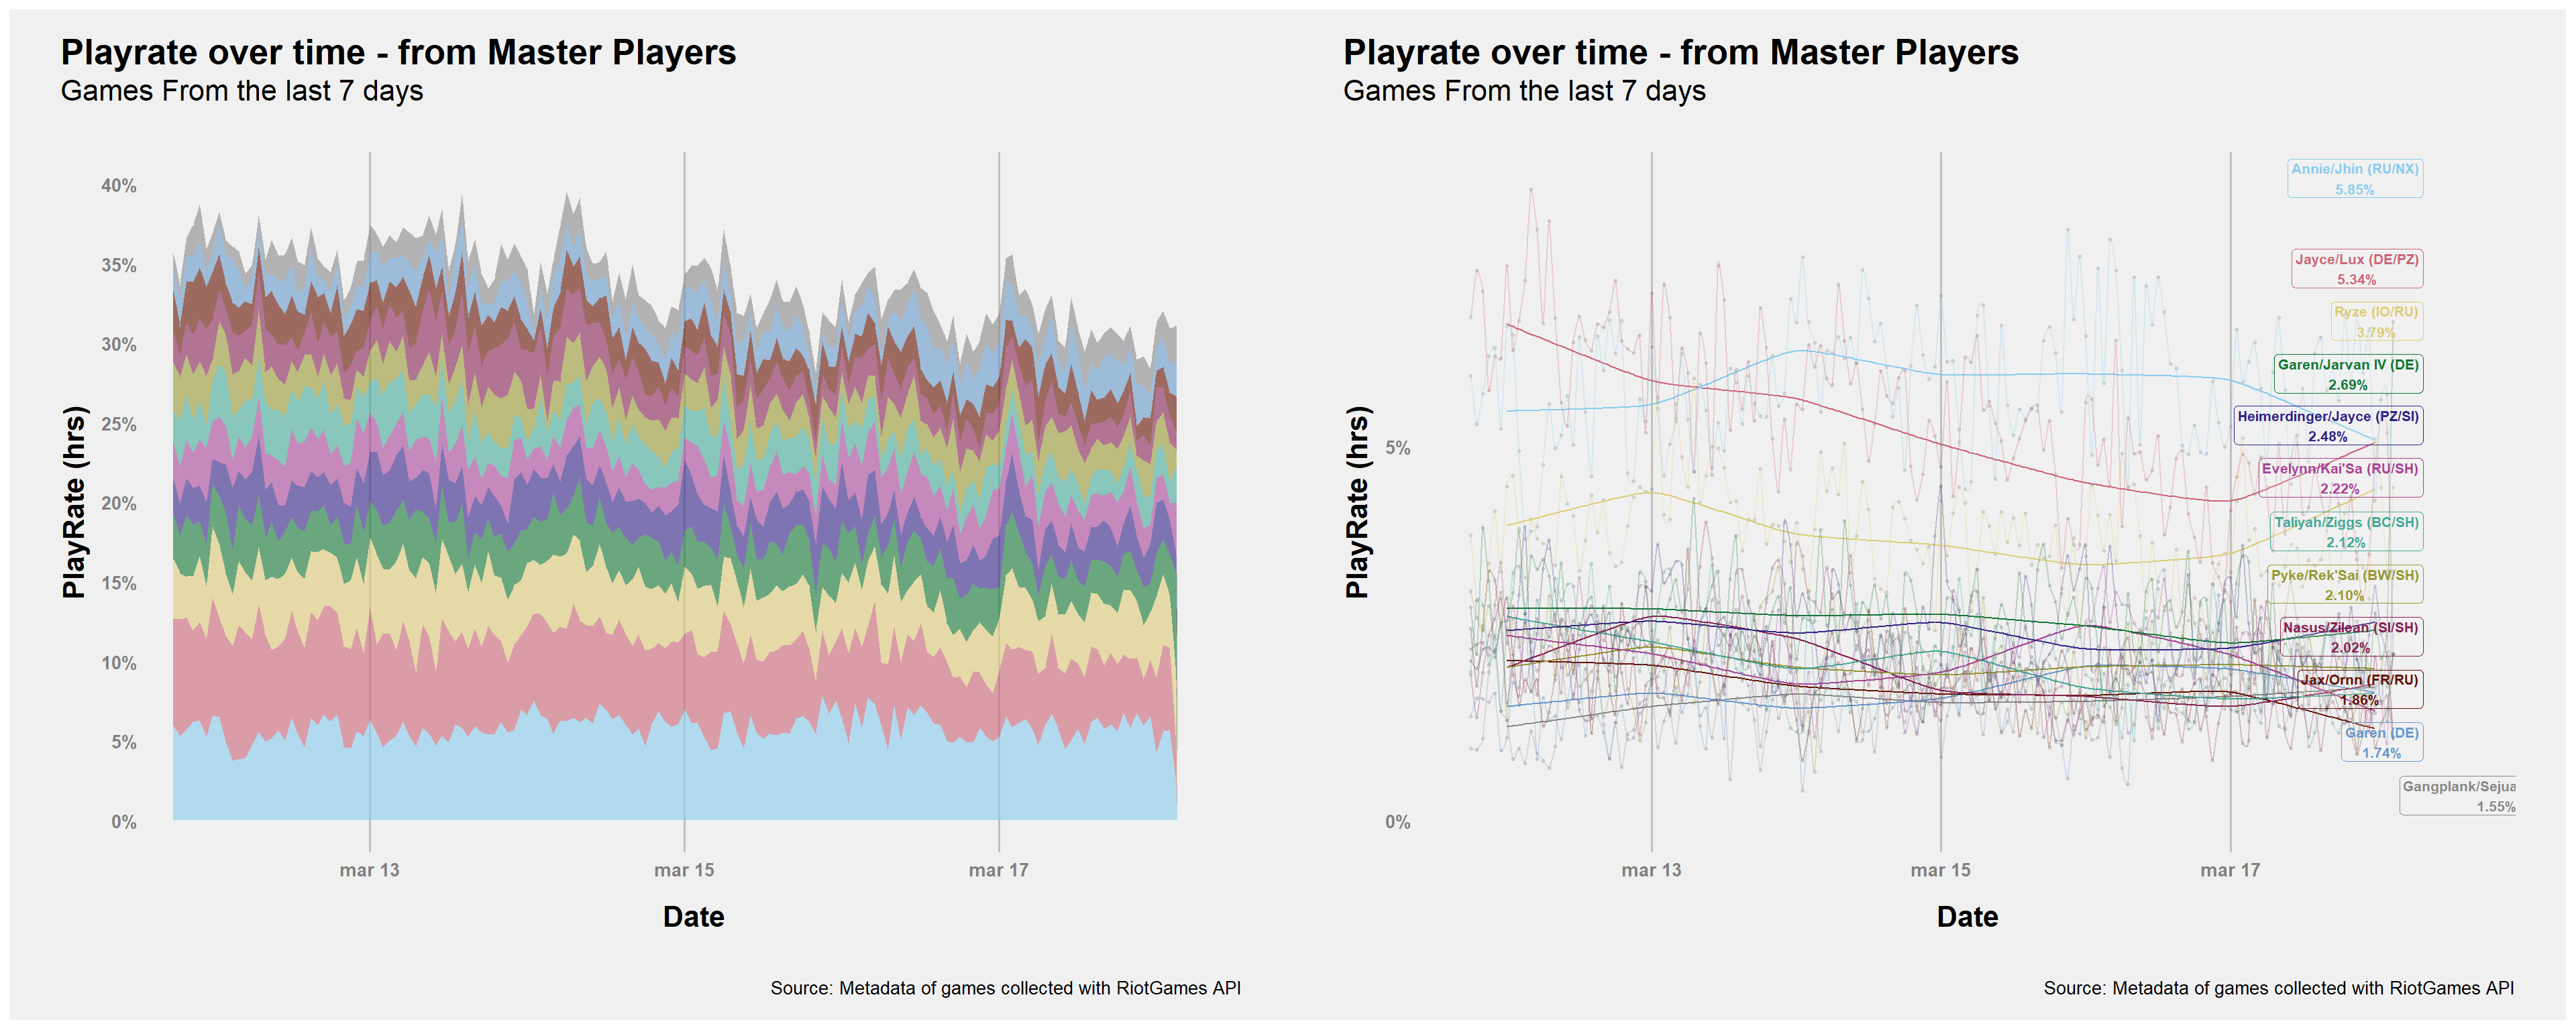 Playrate over time - from Master Players
Games From the last 7 days
PlayRate (hrs)
40%
35%
30%
25%
20%
15%
10%
5%
0%
mar 13
mar 15
mar 17
Date
Source: Metadata of games collected with RiotGames API
Playrate over time - from Master Players
Games From the last 7 days
PlayRate (hrs)
5%
0%
Annie/Jhin (RU/NX)
5.85%
Jayce/Lux (DE/PZ)
5.34%
Ryze (IO/RU)
3.79%
Garen/Jarvan IV (DE)
2.69%
Heimerdinger/Jayce (PZ/SI)
2.48%
Evelynn/Kai'Sa (RU/SH)
2.22%
Taliyah/Ziggs (BC/SH)
2.12%
Pyke/Rek'Sai (BW/SH)
2.10%
Nasus/Zilean (SI/SH)
2.02%
Jax/Ornn (FR/RU)
1.86%
Garen (DE)
1.74%
Gangplank/Sejua
1.55%
mar 13
mar 15
mar 17
Date
Source: Metadata of games collected with RiotGames API